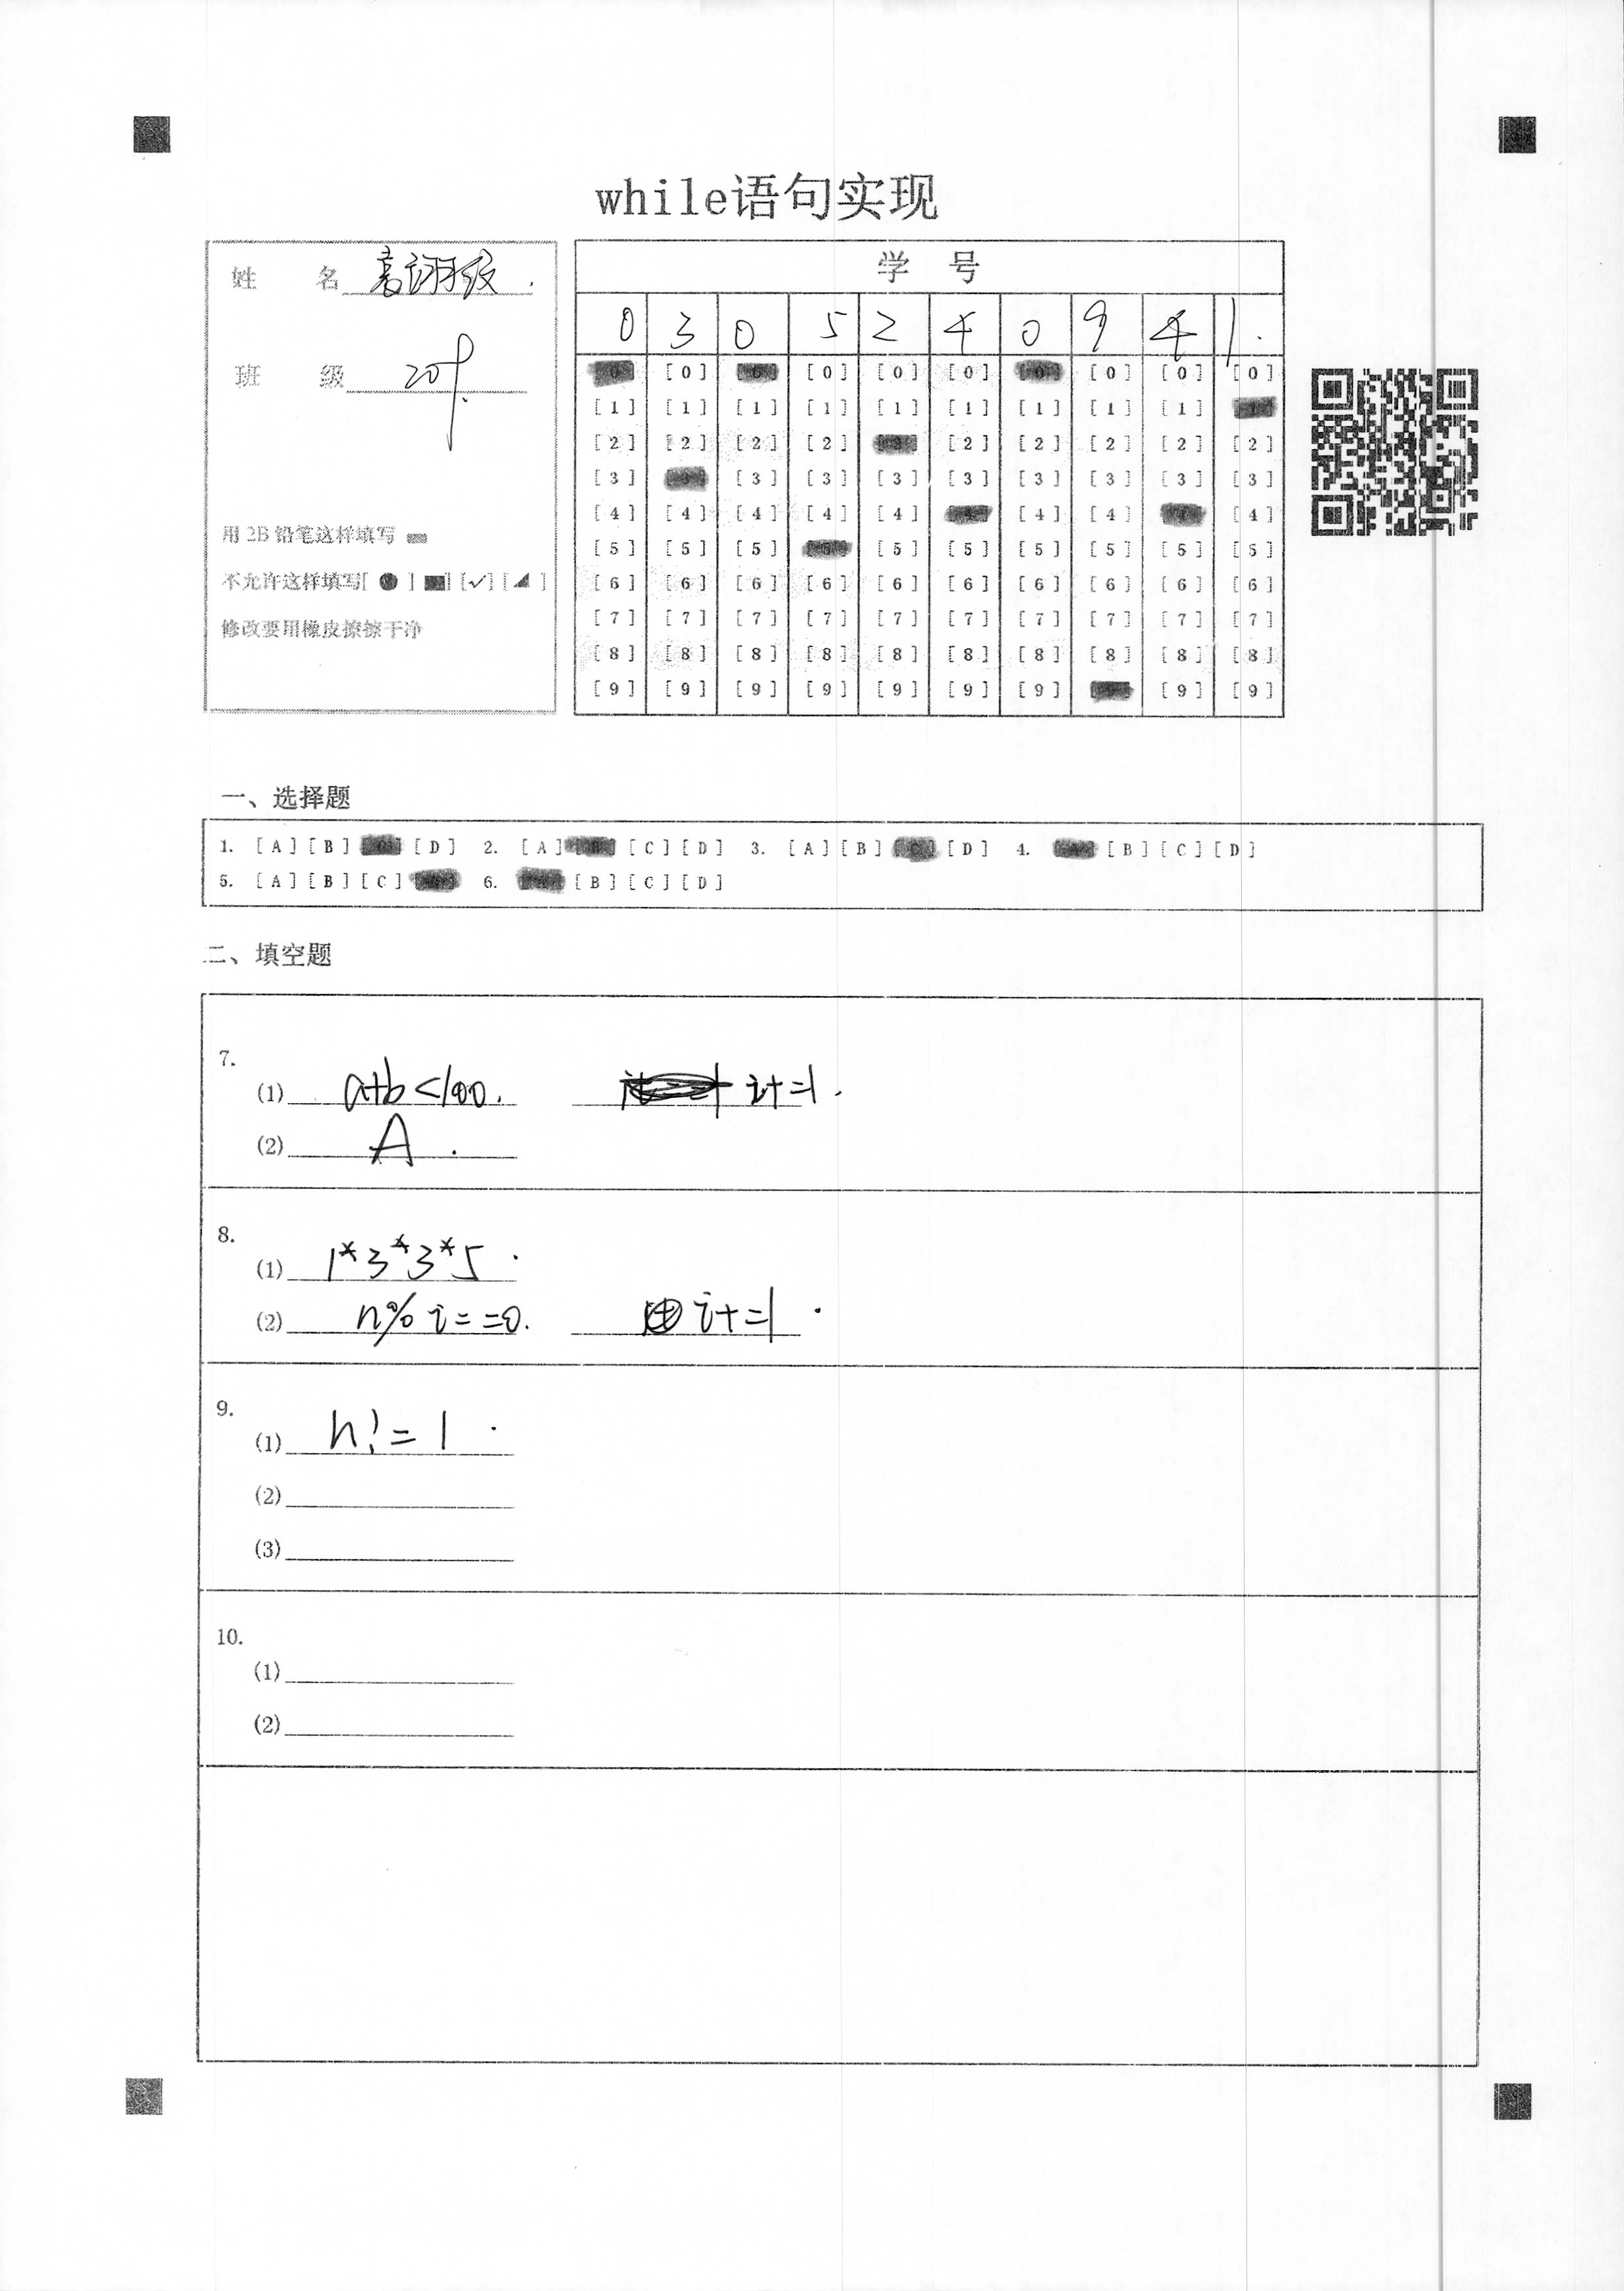 while语句实现
姓 名
班 级 209.
用 2B 铅笔这样填写
不允许这样填写[ ● ] [■] [✓] [◢ ]
修改要用橡皮擦擦干净
学 号
0 3 0 5 2 4 0 9 4 1.
[0] [0] [0] [0] [0] [0] [0] [0] [0] [0]
[1] [1] [1] [1] [1] [1] [1] [1] [1] [1]
[2] [2] [2] [2] [2] [2] [2] [2] [2] [2]
[3] [3] [3] [3] [3] [3] [3] [3] [3] [3]
[4] [4] [4] [4] [4] [4] [4] [4] [4] [4]
[5] [5] [5] [5] [5] [5] [5] [5] [5] [5]
[6] [6] [6] [6] [6] [6] [6] [6] [6] [6]
[7] [7] [7] [7] [7] [7] [7] [7] [7] [7]
[8] [8] [8] [8] [8] [8] [8] [8] [8] [8]
[9] [9] [9] [9] [9] [9] [9] [9] [9] [9]
一、选择题
1. [A] [B] [C] [D] 2. [A] [B] [C] [D] 3. [A] [B] [C] [D] 4. [A] [B] [C] [D]
5. [A] [B] [C] [D] 6. [A] [B] [C] [D]
二、填空题
7.
(1) a+b<100. i+=1.
(2) A.
8.
(1) 1*3*3*5.
(2) n%i==0. i+=1.
9.
(1) n!=1.
(2)
(3)
10.
(1)
(2)